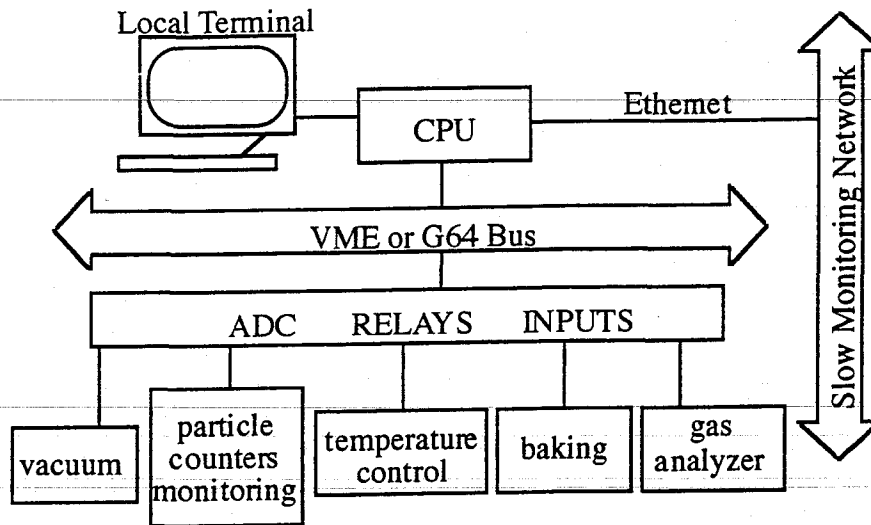 Local Terminal
CPU
Ethernet
Slow Monitoring Network
VME or G64 Bus
ADC RELAYS INPUTS
vacuum
particle
counters
monitoring
temperature
control
baking
gas
analyzer